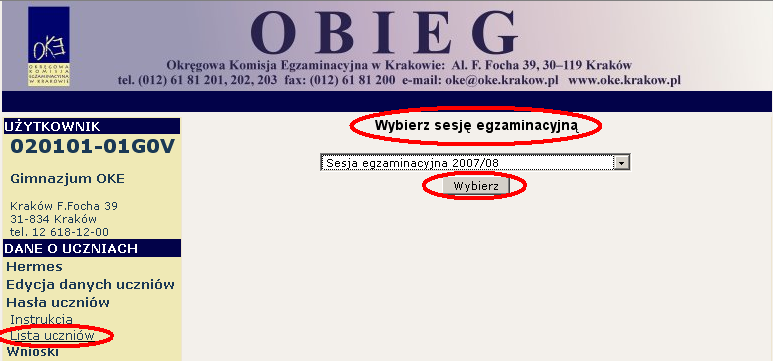 OKE
OKRĘGOWA
KOMISJA
EGZAMINACYJNA
W KRAKOWIE
OBIEG
Okręgowa Komisja Egzaminacyjna w Krakowie: Al. F. Focha 39, 30–119 Kraków
tel. (012) 61 81 201, 202, 203 fax: (012) 61 81 200 e-mail: oke@oke.krakow.pl www.oke.krakow.pl
UŻYTKOWNIK
020101-01G0V
Gimnazjum OKE
Kraków F.Focha 39
31-834 Kraków
tel. 12 618-12-00
DANE O UCZNIACH
Hermes
Edycja danych uczniów
Hasła uczniów
Instrukcja
Lista uczniów
Wnioski
Wybierz sesję egzaminacyjną
Sesja egzaminacyjna 2007/08
Wybierz